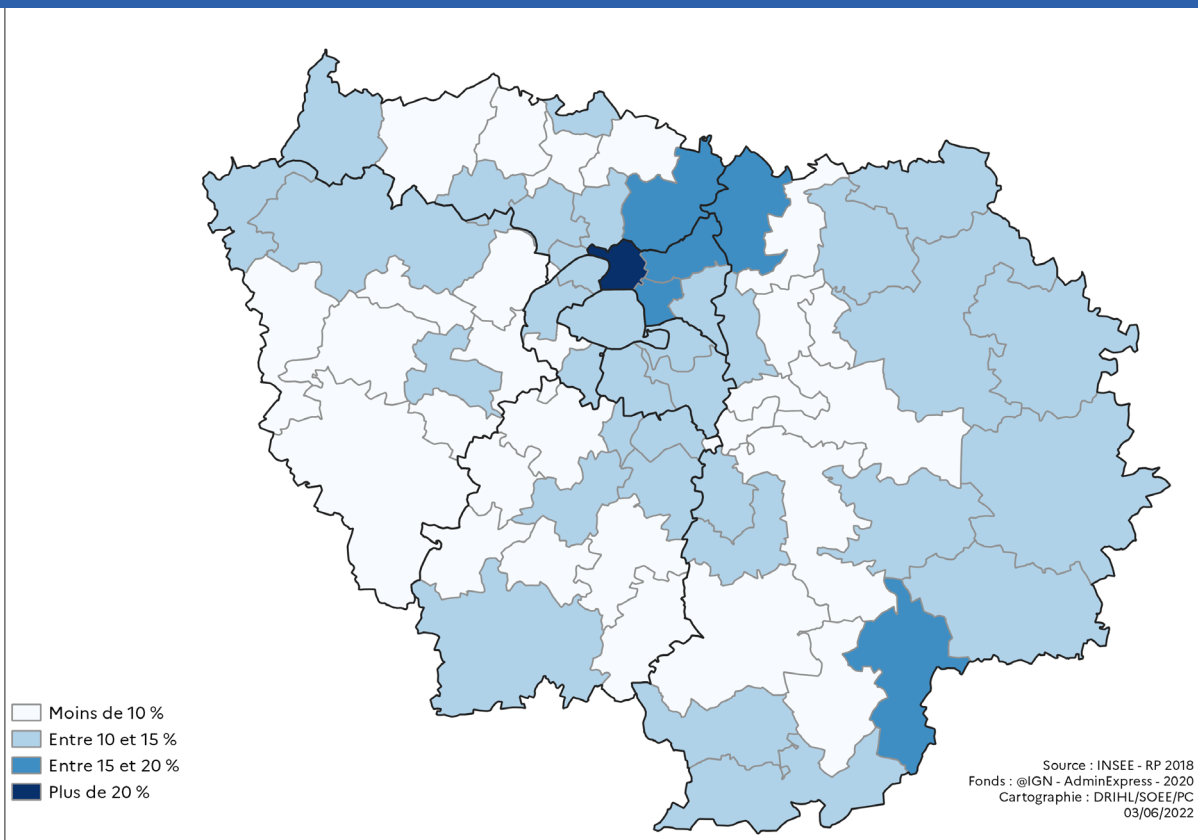 Moins de 10 %
Entre 10 et 15 %
Entre 15 et 20 %
Plus de 20 %
Source : INSEE - RP 2018
Fonds : @IGN - AdminExpress - 2020
Cartographie : DRIHL/SOEE/PC
03/06/2022